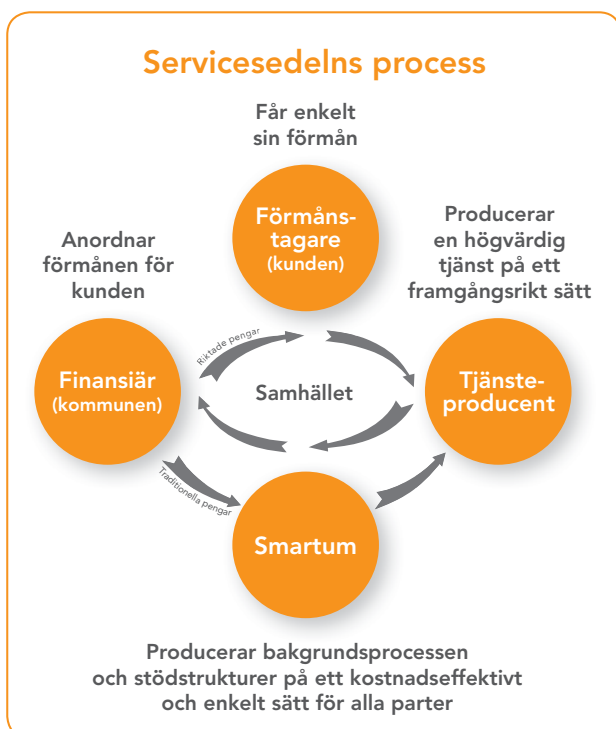 Servicesedelns process
Får enkelt
sin förmån
Förmåns-
tagare
(kunden)
Anordnar
förmånen för
kunden
Producerar
en högvärdig
tjänst på ett
framgångsrikt sätt
Riktade pengar
Finansiär
(kommunen)
Samhället
Tjänste-
producent
Traditionella pengar
Smartum
Producerar bakgrundsprocessen
och stödstrukturer på ett kostnadseffektivt
och enkelt sätt för alla parter